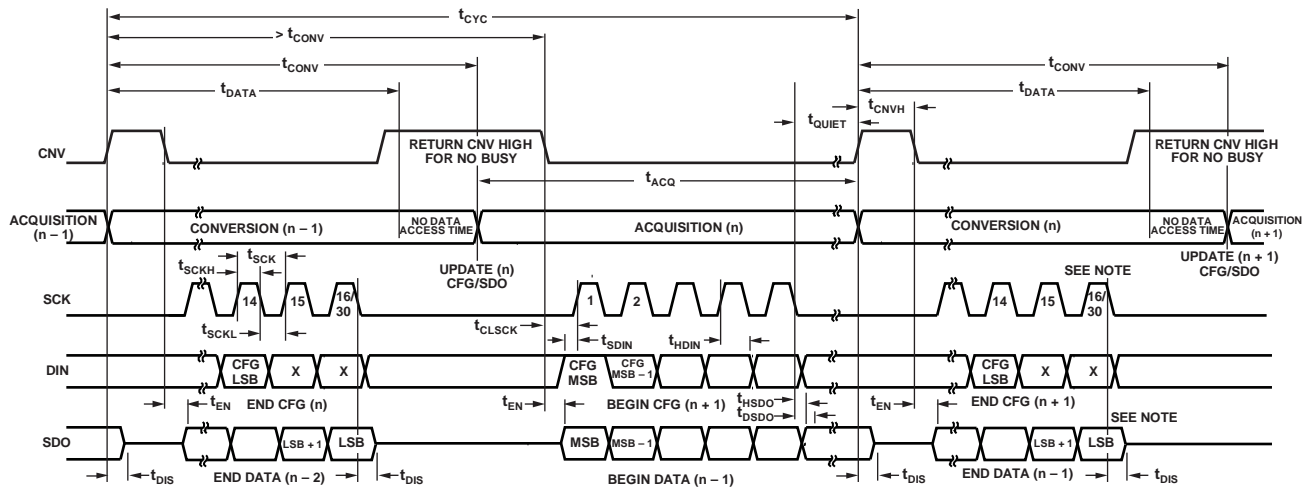 tCYC
> tCONV
tCONV
tCONV
tDATA
tDATA
tCNVH
tQUIET
CNV
RETURN CNV HIGH
FOR NO BUSY
RETURN CNV HIGH
FOR NO BUSY
tACQ
ACQUISITION
(n – 1)
CONVERSION (n – 1)
NO DATA
ACCESS TIME
ACQUISITION (n)
CONVERSION (n)
NO DATA
ACCESS TIME
ACQUISITION
(n + 1)
UPDATE (n)
CFG/SDO
UPDATE (n + 1)
CFG/SDO
tSCK
tSCKH
SEE NOTE
SCK
14
15
16/
30
1
2
14
15
16/
30
tSCKL
tCLSCK
tSDIN
tHDIN
DIN
CFG
LSB
X
X
CFG
MSB
CFG
MSB – 1
CFG
LSB
X
X
tEN
END CFG (n)
tEN
BEGIN CFG (n + 1)
tHSDO
tDSDO
tEN
END CFG (n + 1)
SEE NOTE
SDO
LSB + 1
LSB
MSB
MSB – 1
LSB + 1
LSB
tDIS
END DATA (n – 2)
tDIS
BEGIN DATA (n – 1)
tDIS
END DATA (n – 1)
tDIS